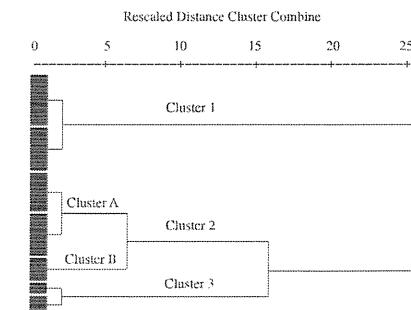 Rescaled Distance Cluster Combine
0 5 10 15 20 25
Cluster 1
Cluster A
Cluster 2
Cluster B
Cluster 3